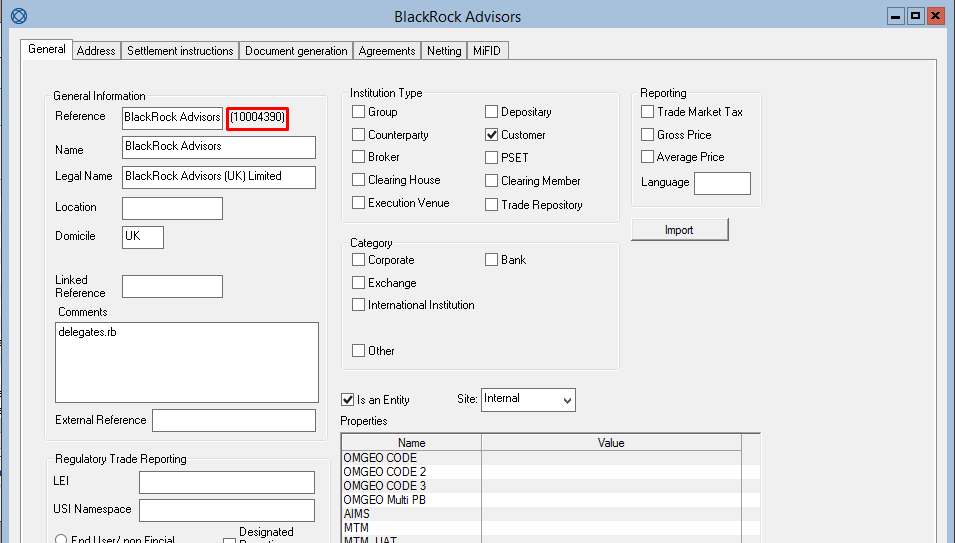 BlackRock Advisors
General Address Settlement instructions Document generation Agreements Netting MiFID
General Information
Reference BlackRock Advisors (10004390)
Name BlackRock Advisors
Legal Name BlackRock Advisors (UK) Limited
Location
Domicile UK
Linked
Reference
Comments
delegates.rb
External Reference
Regulatory Trade Reporting
LEI
USI Namespace
End User/ non Fincial
Designated
Institution Type
Group Depositary
Counterparty Customer
Broker PSET
Clearing House Clearing Member
Execution Venue Trade Repository
Category
Corporate Bank
Exchange
International Institution
Other
Is an Entity Site: Internal
Properties
Name Value
OMGEO CODE
OMGEO CODE 2
OMGEO CODE 3
OMGEO Multi PB
AIMS
MTM
MTM_UAT
Reporting
Trade Market Tax
Gross Price
Average Price
Language
Import